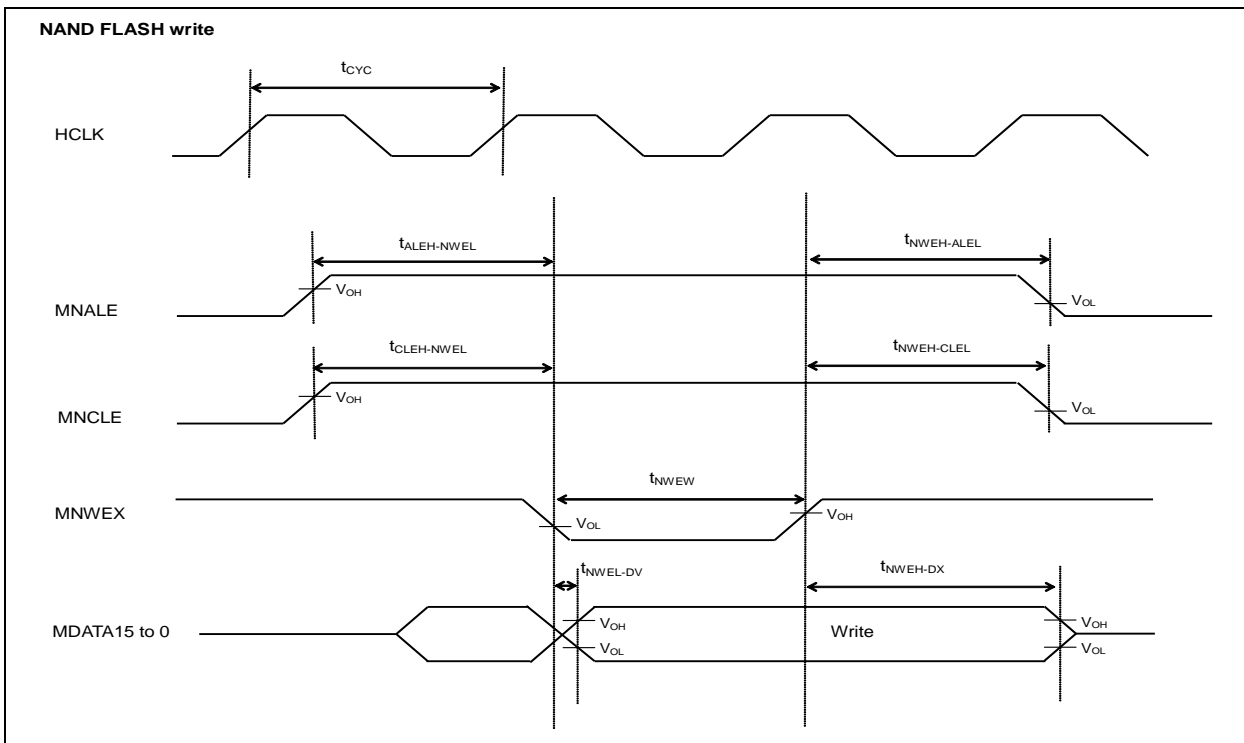 NAND FLASH write
tCYC
HCLK
tALEH-NWEL
tNWEH-ALEL
VOH
VOL
MNALE
tCLEH-NWEL
tNWEH-CLEL
VOH
VOL
MNCLE
tNWEW
MNWEX
VOL
VOH
tNWEL-DV
tNWEH-DX
VOH
VOH
MDATA15 to 0
Write
VOL
VOL